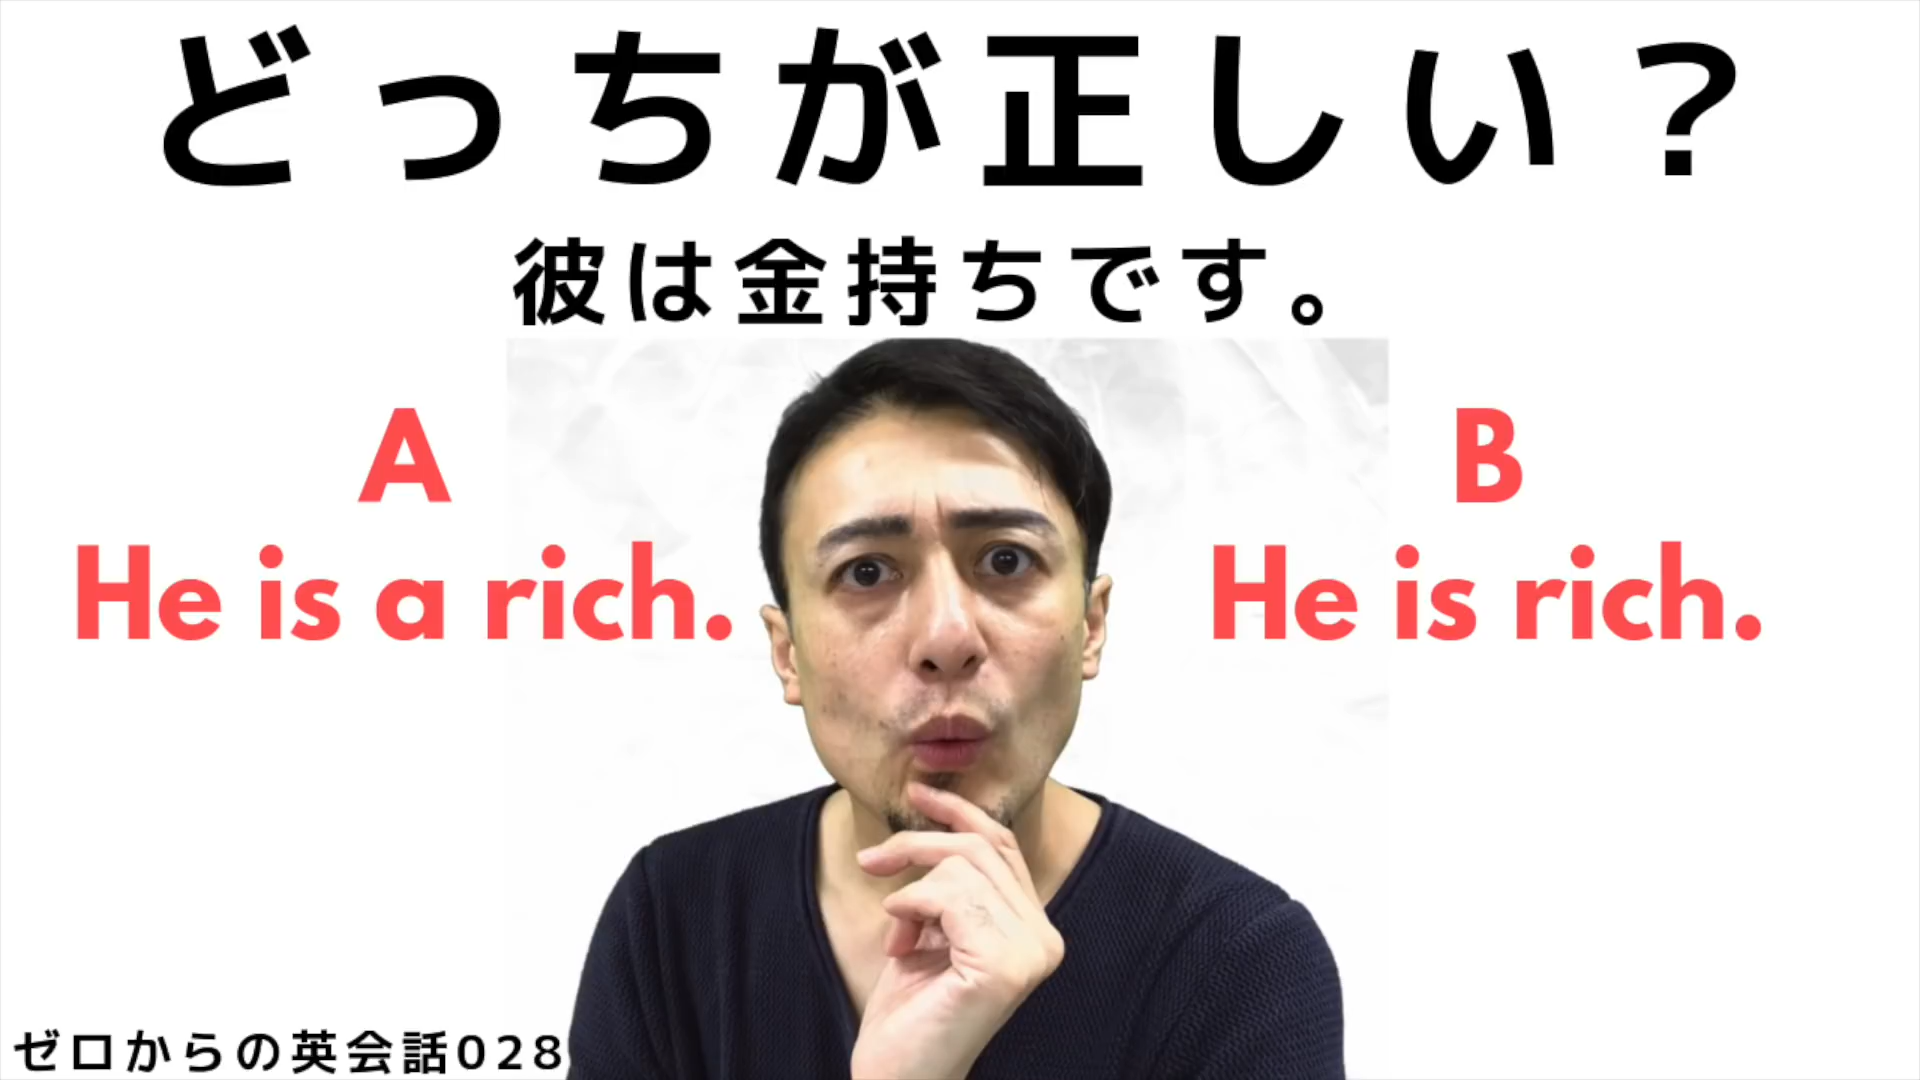 どっちが正しい？
彼は金持ちです。
A
He is a rich.
B
He is rich.
ゼロからの英会話028